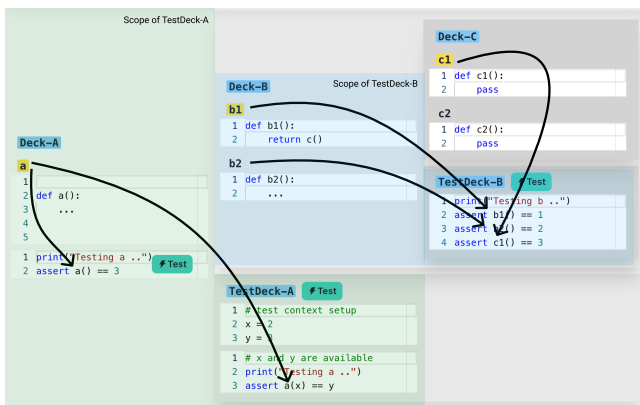 Scope of TestDeck-A
Deck-A
a
1
2 def a():
3 ...
4
5
1 print("Testing a ..")
2 assert a() == 3
Test
Deck-B
Scope of TestDeck-B
b1
1 def b1():
2 return c()
b2
1 def b2():
2 ...
Deck-C
c1
1 def c1():
2 pass
c2
1 def c2():
2 pass
TestDeck-B
Test
1 print("Testing b ..")
2 assert b1() == 1
3 assert b2() == 2
4 assert c1() == 3
TestDeck-A
Test
1 # test context setup
2 x = 2
3 y = 3
1 # x and y are available
2 print("Testing a ..")
3 assert a(x) == y